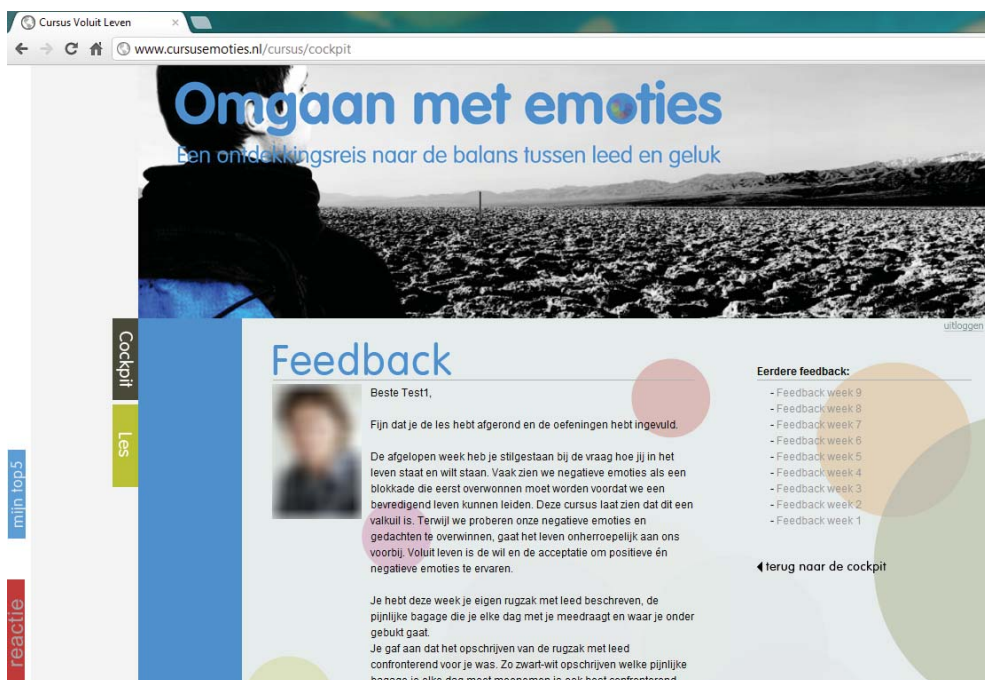 Cursus Voluit Leven
www.cursusemoties.nl/cursus/cockpit
Omgaan met emoties
Een ontdekkingsreis naar de balans tussen leed en geluk
uitloggen
Cockpit
Les
mijn top5
reactie
Feedback
Beste Test1,
Fijn dat je de les hebt afgerond en de oefeningen hebt ingevuld.
De afgelopen week heb je stilgestaan bij de vraag hoe jij in het
leven staat en wilt staan. Vaak zien we negatieve emoties als een
blokkade die eerst overwonnen moet worden voordat we een
bevredigend leven kunnen leiden. Deze cursus laat zien dat dit een
valkuil is. Terwijl we proberen onze negatieve emoties en
gedachten te overwinnen, gaat het leven onherroepelijk aan ons
voorbij. Voluit leven is de wil en de acceptatie om positieve én
negatieve emoties te ervaren.
Je hebt deze week je eigen rugzak met leed beschreven, de
pijnlijke bagage die je elke dag met je meedraagt en waar je onder
gebukt gaat.
Je gaf aan dat het opschrijven van de rugzak met leed
confronterend voor je was. Zo zwart-wit opschrijven welke pijnlijke
bagage je elke dag moet meenemen is ook best confronterend
Eerdere feedback:
- Feedback week 9
- Feedback week 8
- Feedback week 7
- Feedback week 6
- Feedback week 5
- Feedback week 4
- Feedback week 3
- Feedback week 2
- Feedback week 1
terug naar de cockpit